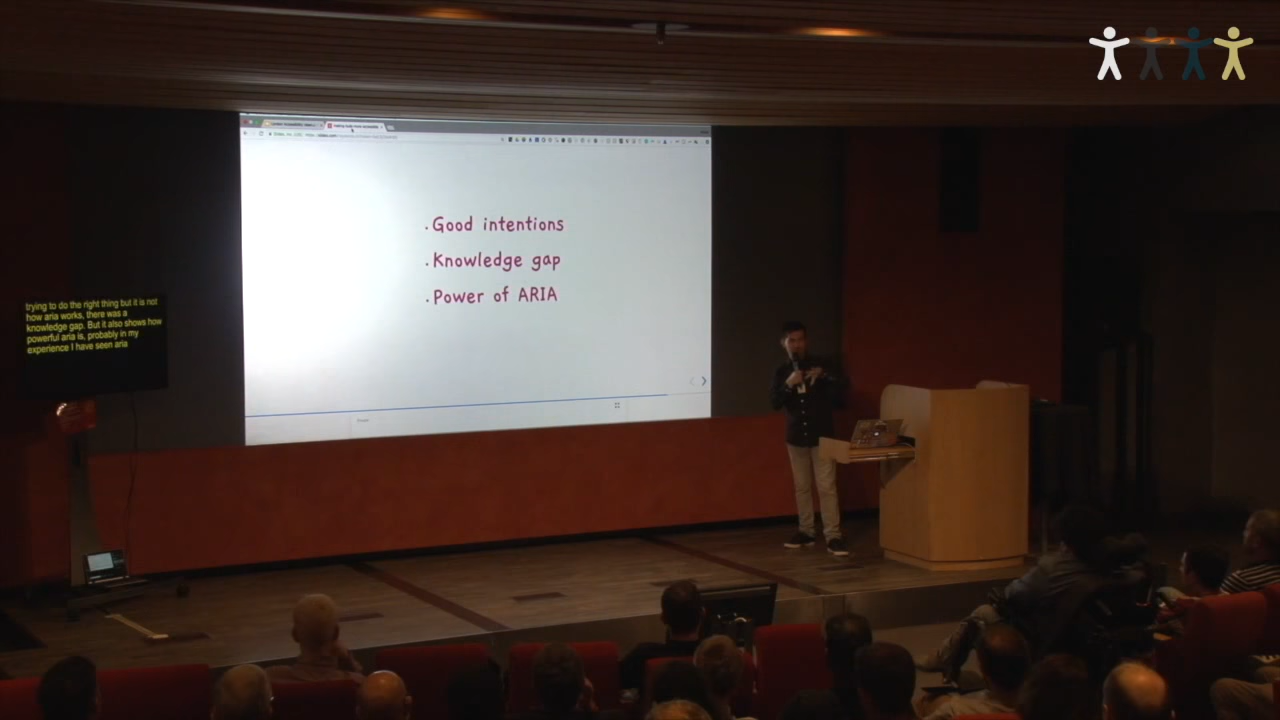 . Good intentions
. Knowledge gap
. Power of ARIA
trying to do the right thing but it is not
how aria works, there was a
knowledge gap. But it also shows how
powerful aria is, probably in my
experience I have seen aria